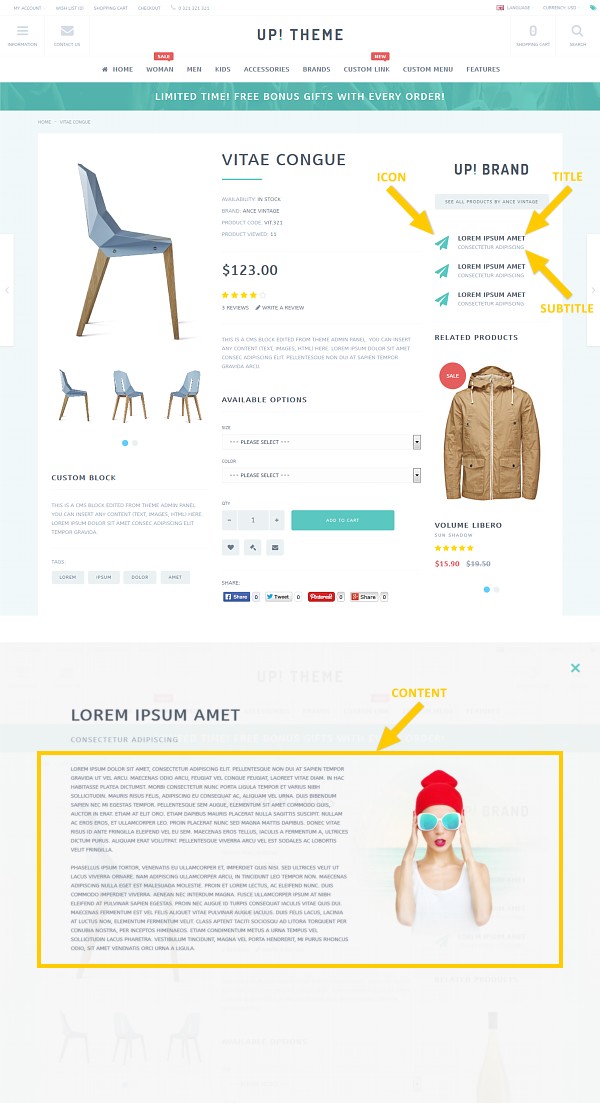 MY ACCOUNT
WISH LIST (0)
SHOPPING CART
CHECKOUT
0 321 321 321
LANGUAGE
CURRENCY: USD
INFORMATION
CONTACT US
UP! THEME
0
SHOPPING CART
SEARCH
SALE
NEW
HOME WOMAN MEN KIDS ACCESSORIES BRANDS CUSTOM LINK CUSTOM MENU FEATURES
LIMITED TIME! FREE BONUS GIFTS WITH EVERY ORDER!
HOME VITAE CONGUE
VITAE CONGUE
AVAILABILITY: IN STOCK
BRAND: ANCE VINTAGE
PRODUCT CODE: VIT321
PRODUCT VIEWED: 11
$123.00
3 REVIEWS WRITE A REVIEW
THIS IS A CMS BLOCK EDITED FROM THEME ADMIN PANEL. YOU CAN INSERT
ANY CONTENT (TEXT, IMAGES, HTML) HERE. LOREM IPSUM DOLOR SIT AMET
CONSEC ADIPISCING ELIT. PELLENTESQUE NON DUI AT SAPIEN TEMPOR
GRAVIDA ARCU.
AVAILABLE OPTIONS
SIZE
--- PLEASE SELECT ---
COLOR
--- PLEASE SELECT ---
QTY
− 1 +
ADD TO CART
SHARE:
Share 0 Tweet 0 Pinterest 0 Share 0
UP! BRAND
SEE ALL PRODUCTS BY ANCE VINTAGE
ICON
TITLE
SUBTITLE
LOREM IPSUM AMET
CONSECTETUR ADIPISCING
LOREM IPSUM AMET
CONSECTETUR ADIPISCING
LOREM IPSUM AMET
CONSECTETUR ADIPISCING
RELATED PRODUCTS
SALE
VOLUME LIBERO
SUN SHADOW
$15.90 $19.50
CUSTOM BLOCK
THIS IS A CMS BLOCK EDITED FROM THEME ADMIN PANEL.
YOU CAN INSERT ANY CONTENT (TEXT, IMAGES, HTML) HERE.
LOREM IPSUM DOLOR SIT AMET CONSEC ADIPISCING ELIT
TEMPOR GRAVIDA.
TAGS:
LOREM IPSUM DOLOR AMET
UP! THEME
CONTENT
LOREM IPSUM AMET
CONSECTETUR ADIPISCING
LOREM IPSUM DOLOR SIT AMET, CONSECTETUR ADIPISCING ELIT. PELLENTESQUE NON DUI AT SAPIEN TEMPOR
GRAVIDA UT VEL ARCU. MAECENAS ODIO ARCU, FEUGIAT VEL CONGUE FEUGIAT, LAOREET VITAE DIAM. IN HAC
HABITASSE PLATEA DICTUMST. MORBI CONSECTETUR NUNC PORTA LIGULA TEMPOR ET VARIUS NIBH
SOLLICITUDIN. MAURIS RISUS FELIS, ADIPISCING EU CONSEQUAT AC, ALIQUAM VEL URNA. DUIS BIBENDUM
SAPIEN NEC MI EGESTAS TEMPOR. PELLENTESQUE SEM AUGUE, ELEMENTUM SIT AMET COMMODO QUIS,
AUCTOR IN ERAT. ETIAM AT ELIT ORCI. ETIAM DAPIBUS MAURIS PLACERAT NULLA SAGITTIS SUSCIPIT. NULLAM
AC EROS EROS, ET ULLAMCORPER LEO. PROIN PLACERAT NUNC SED MAGNA MATTIS DAPIBUS. DONEC VITAE
RISUS ID ANTE FRINGILLA ELEIFEND VEL EU SEM. MAECENAS EROS TELLUS, IACULIS A FERMENTUM A, ULTRICES
DICTUM PURUS. ALIQUAM ERAT VOLUTPAT. PELLENTESQUE VIVERRA ARCU VEL EST SODALES AC LOBORTIS
VELIT FRINGILLA.
PHASELLUS IPSUM TORTOR, VENENATIS EU ULLAMCORPER ET, IMPERDIET QUIS NISI. SED ULTRICES VELIT UT
LACUS VIVERRA ORNARE. NAM ADIPISCING ULLAMCORPER ARCU, IN TINCIDUNT LEO TEMPOR NON. MAECENAS
ADIPISCING NULLA EGET EST MALESUADA MOLESTIE. PROIN ET LOREM LECTUS, AC ELEIFEND NUNC. DUIS
COMMODO IMPERDIET VIVERRA. AENEAN NEC INTERDUM MAGNA. FUSCE ULLAMCORPER EST NIBH. AENEAN
ELEIFEND AT PULVINAR SAPIEN EGESTAS. PROIN ID TURPIS CONSEQUAT IACULIS VITAE QUIS DUI
MAECENAS FERMENTUM EST VEL FELIS ALIQUET VITAE PULVINAR AUGUE IACULIS. DUIS FELIS LACUS, LACINIA
AT LUCTUS NON, ELEMENTUM FERMENTUM VELIT. CLASS APTENT TACITI SOCIOSQU AD LITORA TORQUENT PER
CONUBIA NOSTRA, PER INCEPTOS HIMENAEOS. ETIAM CONDIMENTUM METUS A URNA TEMPUS VEL
SOLLICITUDIN LACUS PHARETRA. VESTIBULUM TINCIDUNT, MAGNA VEL PORTA HENDRERIT, MI PURUS RHONCUS
ODIO, SIT AMET VENENATIS ORCI URNA A LIGULA.